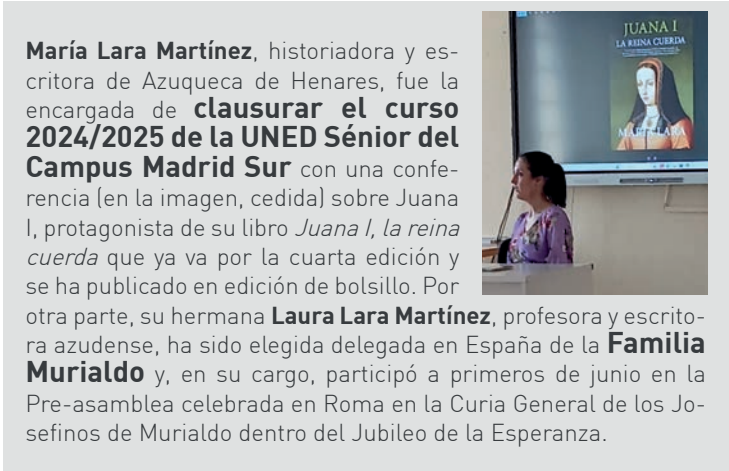 María Lara Martínez, historiadora y es-
critora de Azuqueca de Henares, fue la
encargada de clausurar el curso
2024/2025 de la UNED Sénior del
Campus Madrid Sur con una confe-
rencia (en la imagen, cedida) sobre Juana
I, protagonista de su libro Juana I, la reina
cuerda que ya va por la cuarta edición y
se ha publicado en edición de bolsillo. Por
otra parte, su hermana Laura Lara Martínez, profesora y escrito-
ra azudense, ha sido elegida delegada en España de la Familia
Murialdo y, en su cargo, participó a primeros de junio en la
Pre-asamblea celebrada en Roma en la Curia General de los Jo-
sefinos de Murialdo dentro del Jubileo de la Esperanza.
JUANA I
LA REINA CUERDA
MARÍA LARA